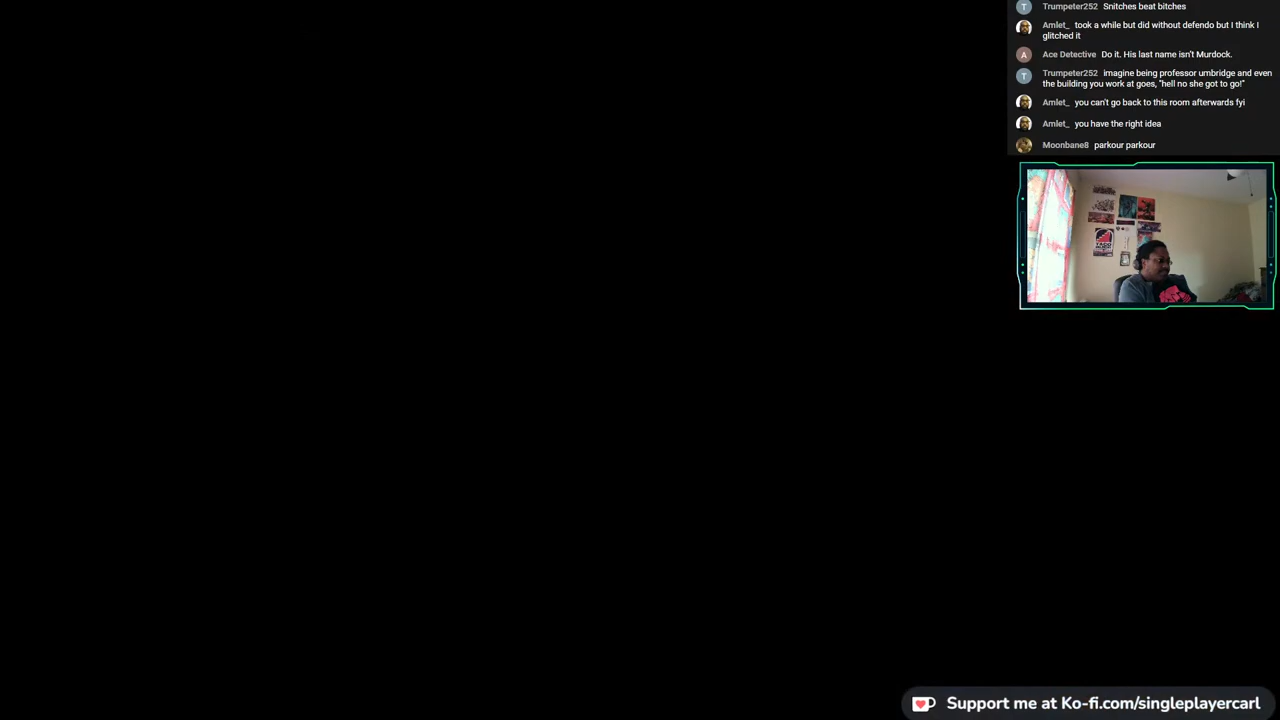 Trumpeter252 Snitches beat bitches
Amlet_ took a while but did without defendo but I think I
glitched it
Ace Detective Do it. His last name isn't Murdock.
Trumpeter252 imagine being professor umbridge and even
the building you work at goes, "hell no she got to go!"
Amlet_ you can't go back to this room afterwards fyi
Amlet_ you have the right idea
Moonbane8 parkour parkour
Support me at Ko-fi.com/singleplayercarl